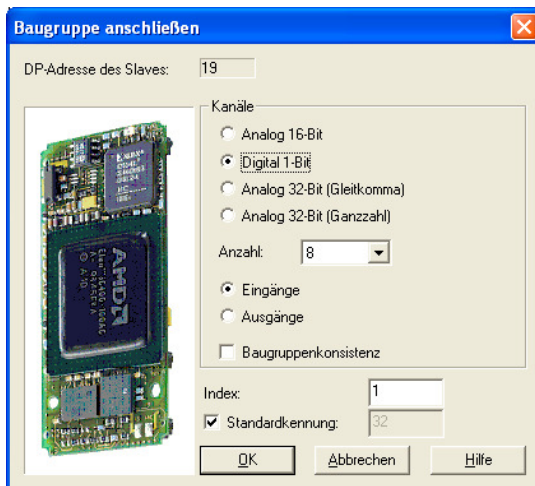 Baugruppe anschließen
DP-Adresse des Slaves: 19
Kanäle
Analog 16-Bit
Digital 1-Bit
Analog 32-Bit (Gleitkomma)
Analog 32-Bit (Ganzzahl)
Anzahl: 8
Eingänge
Ausgänge
Baugruppenkonsistenz
Index: 1
Standardkennung: 32
OK Abbrechen Hilfe
AMD